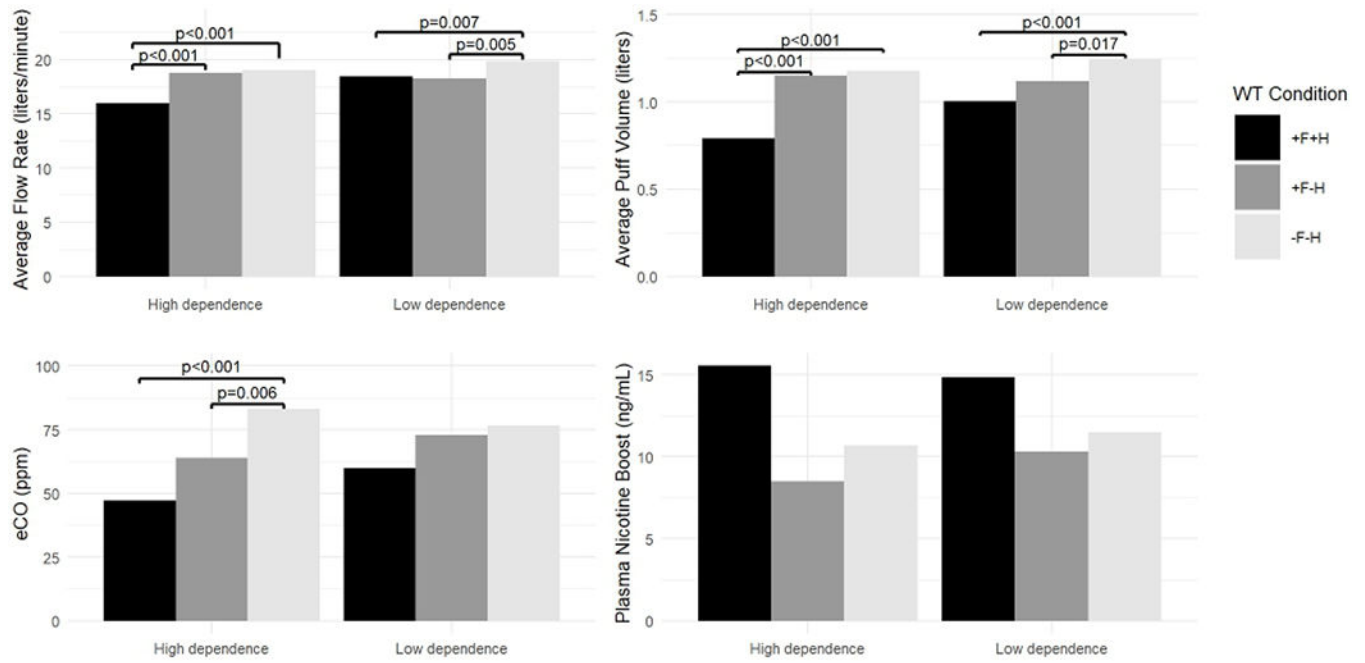 Average Flow Rate (liters/minute)
20
15
10
5
0
p<0.001
p<0.001
p=0.007
p=0.005
High dependence
Low dependence
Average Puff Volume (liters)
1.5
1.0
0.5
0.0
p<0.001
p<0.001
p<0.001
p=0.017
High dependence
Low dependence
WT Condition
+F+H
+F-H
-F-H
eCO (ppm)
100
75
50
25
0
p<0.001
p=0.006
High dependence
Low dependence
Plasma Nicotine Boost (ng/mL)
15
10
5
0
High dependence
Low dependence